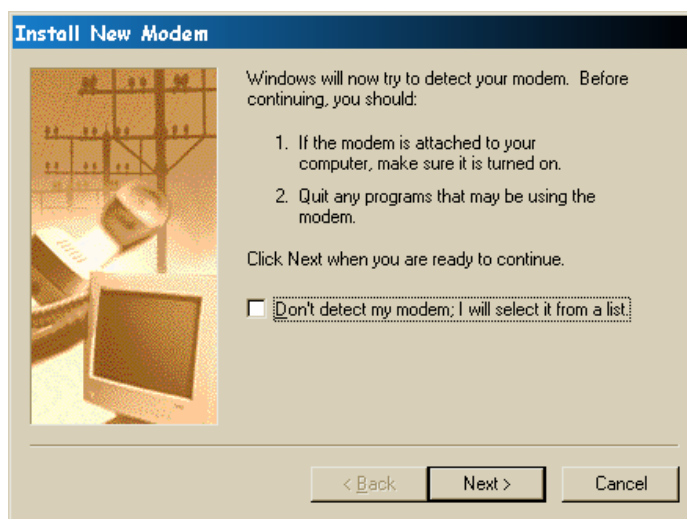 Install New Modem
Windows will now try to detect your modem. Before
continuing, you should:
1. If the modem is attached to your
computer, make sure it is turned on.
2. Quit any programs that may be using the
modem.
Click Next when you are ready to continue.
Don't detect my modem; I will select it from a list.
< Back
Next >
Cancel